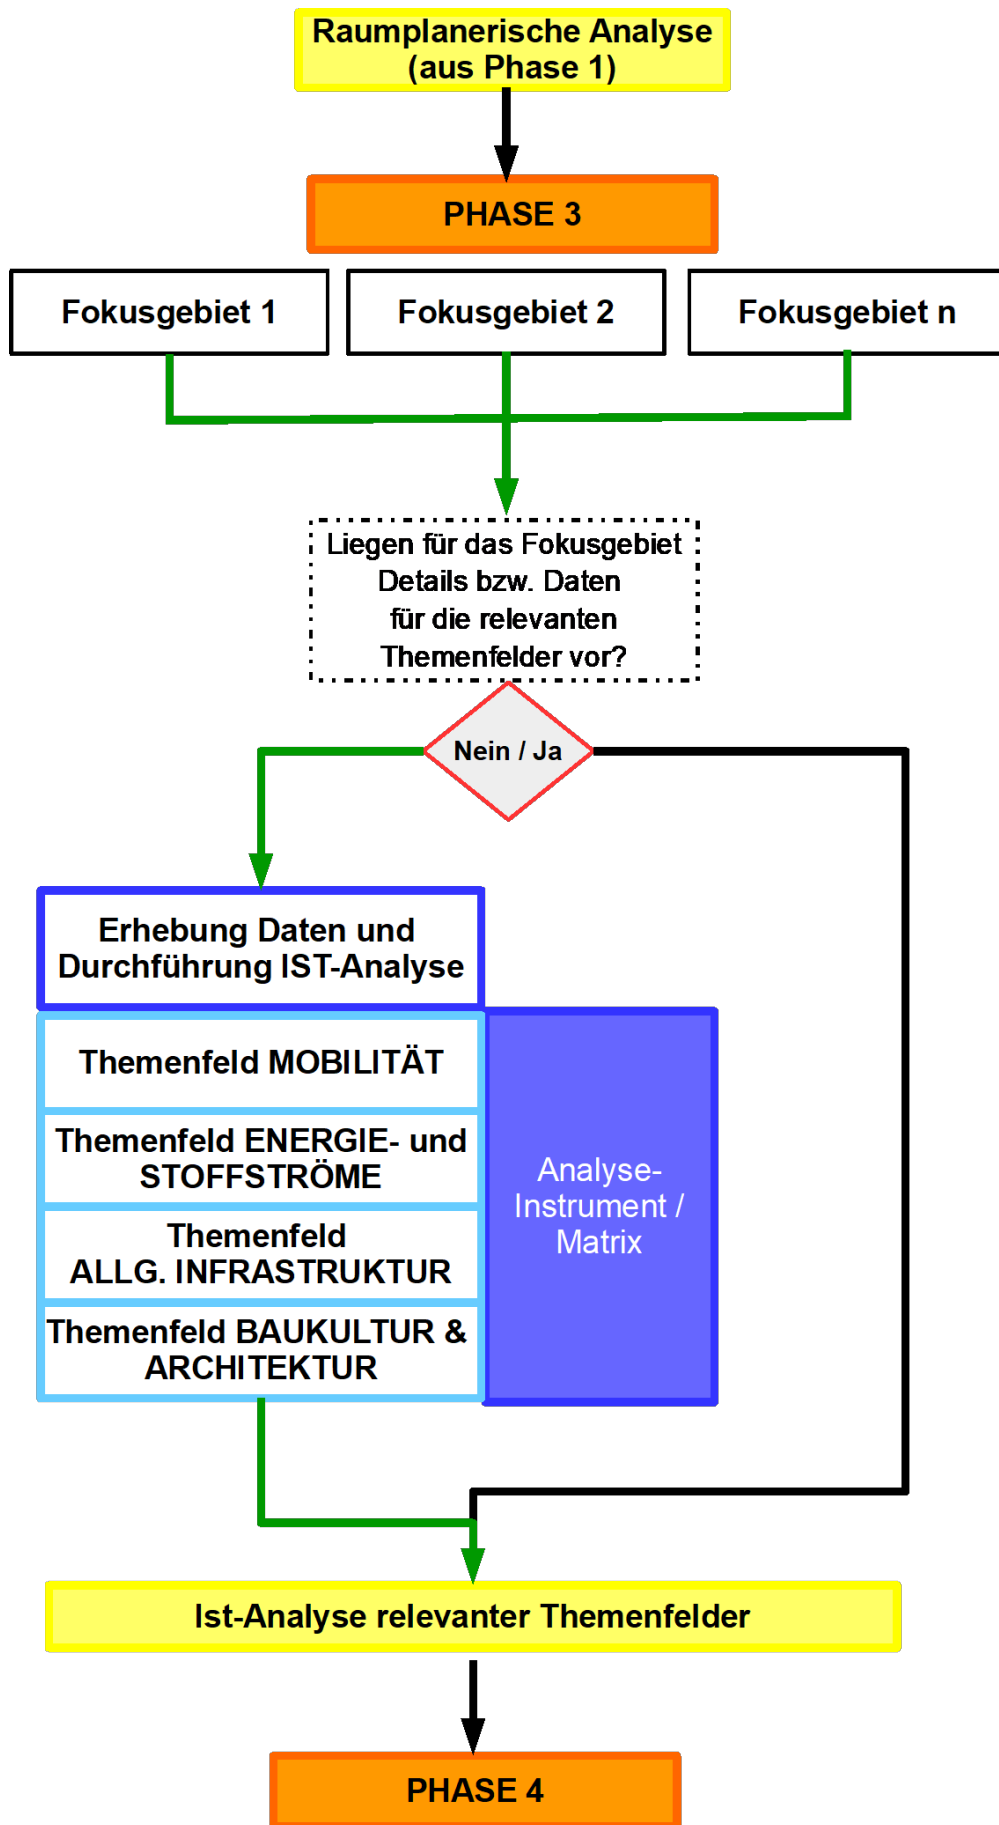 Raumplanerische Analyse
(aus Phase 1)
PHASE 3
Fokusgebiet 1
Fokusgebiet 2
Fokusgebiet n
Liegen für das Fokusgebiet
Details bzw. Daten
für die relevanten
Themenfelder vor?
Nein / Ja
Erhebung Daten und
Durchführung IST-Analyse
Themenfeld MOBILITÄT
Themenfeld ENERGIE- und
STOFFSTRÖME
Themenfeld
ALLG. INFRASTRUKTUR
Themenfeld BAUKULTUR &
ARCHITEKTUR
Analyse-
Instrument /
Matrix
Ist-Analyse relevanter Themenfelder
PHASE 4